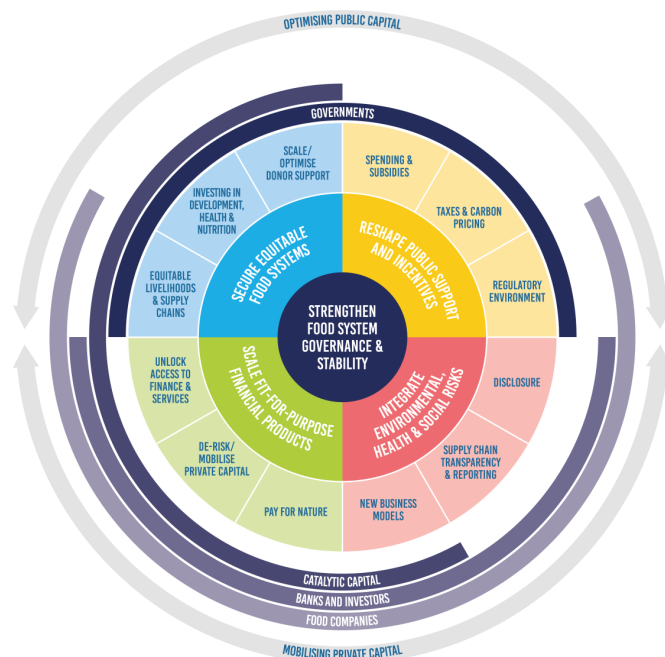 OPTIMISING PUBLIC CAPITAL
GOVERNMENTS
SCALE/
OPTIMISE
DONOR SUPPORT
SPENDING &
SUBSIDIES
INVESTING IN
DEVELOPMENT,
HEALTH &
NUTRITION
TAXES & CARBON
PRICING
EQUITABLE
LIVELIHOODS
& SUPPLY
CHAINS
REGULATORY
ENVIRONMENT
SECURE EQUITABLE
FOOD SYSTEMS
RESHAPE PUBLIC SUPPORT
AND INCENTIVES
STRENGTHEN
FOOD SYSTEM
GOVERNANCE &
STABILITY
SCALE FIT-FOR-PURPOSE
FINANCIAL PRODUCTS
INTEGRATE
ENVIRONMENTAL,
HEALTH & SOCIAL RISKS
UNLOCK
ACCESS TO
FINANCE &
SERVICES
DISCLOSURE
DE-RISK/
MOBILISE
PRIVATE CAPITAL
SUPPLY CHAIN
TRANSPARENCY
& REPORTING
PAY FOR NATURE
NEW BUSINESS
MODELS
CATALYTIC CAPITAL
BANKS AND INVESTORS
FOOD COMPANIES
MOBILISING PRIVATE CAPITAL